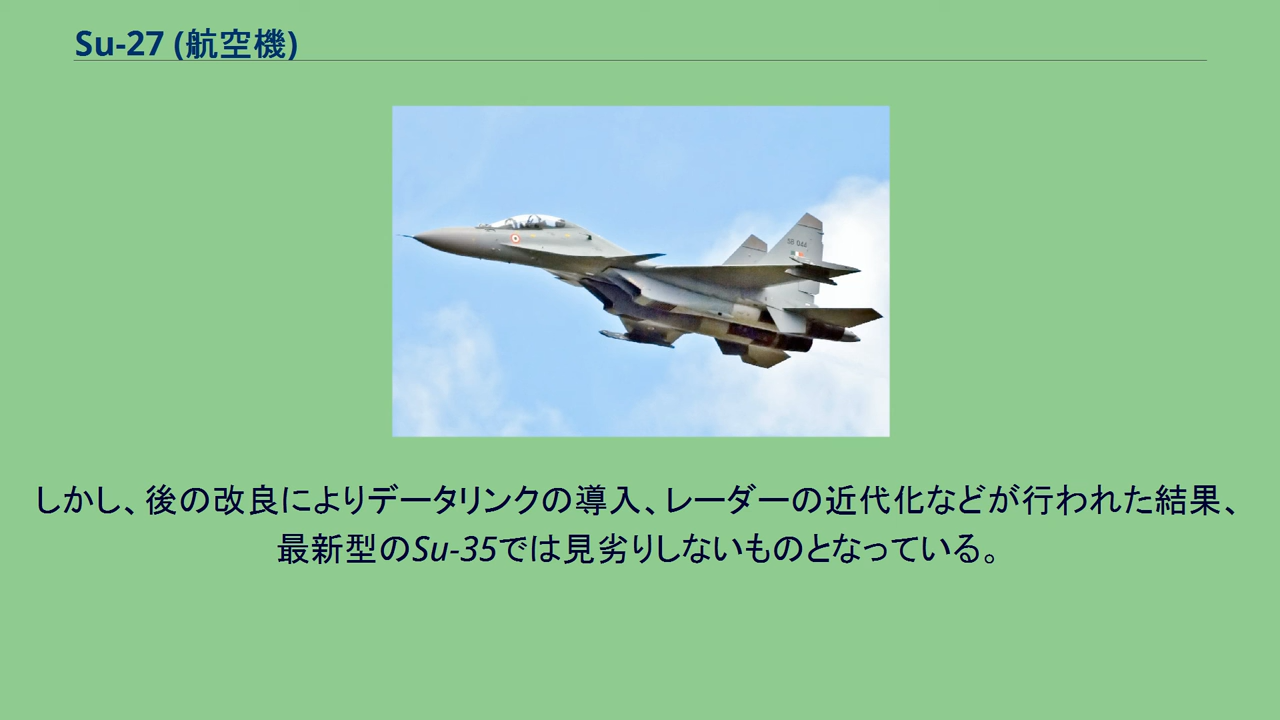 Su-27 (航空機)
SB 044
しかし、後の改良によりデータリンクの導入、レーダーの近代化などが行われた結果、
最新型のSu-35では見劣りしないものとなっている。